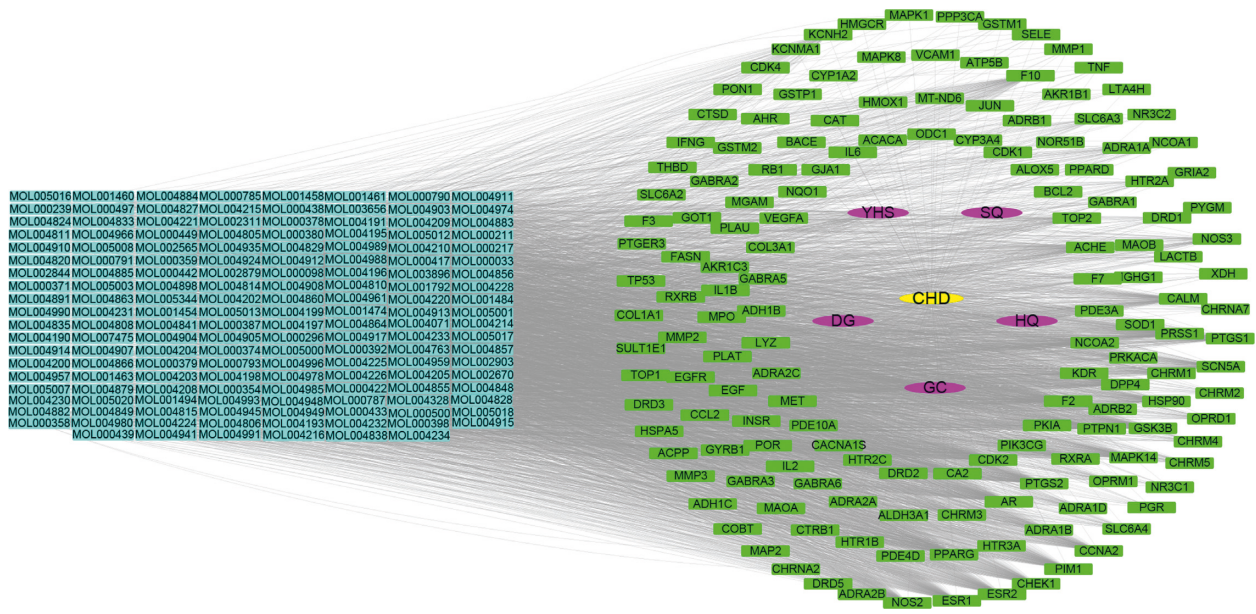 MOL005016 MOL001460 MOL004884 MOL000785 MOL001458 MOL001461 MOL000790 MOL004911
MOL000239 MOL000497 MOL004827 MOL000215 MOL000438 MOL003656 MOL004903 MOL004974
MOL004824 MOL004833 MOL004221 MOL002311 MOL000378 MOL004191 MOL004209 MOL004883
MOL004811 MOL004966 MOL000449 MOL004805 MOL000380 MOL004195 MOL005012 MOL000211
MOL004910 MOL005008 MOL002565 MOL004935 MOL004829 MOL004989 MOL004210 MOL000217
MOL004820 MOL000791 MOL000359 MOL004924 MOL004912 MOL004988 MOL000417 MOL000033
MOL002844 MOL004885 MOL000442 MOL002879 MOL000098 MOL004196 MOL003896 MOL004856
MOL000371 MOL005003 MOL004898 MOL004814 MOL004908 MOL004810 MOL001792 MOL004228
MOL004891 MOL004863 MOL005344 MOL004202 MOL004860 MOL004961 MOL004220 MOL001484
MOL004990 MOL004231 MOL001454 MOL005013 MOL004199 MOL001474 MOL004913 MOL005001
MOL004835 MOL004808 MOL004841 MOL000387 MOL004197 MOL004864 MOL004071 MOL004214
MOL004190 MOL007475 MOL004904 MOL004905 MOL000296 MOL004917 MOL004233 MOL005017
MOL004914 MOL004907 MOL004204 MOL000374 MOL005000 MOL000392 MOL004763 MOL004857
MOL004200 MOL004866 MOL000379 MOL000793 MOL004996 MOL004225 MOL004959 MOL002903
MOL004957 MOL001463 MOL004203 MOL004198 MOL004978 MOL004226 MOL004205 MOL002670
MOL005007 MOL004879 MOL004208 MOL000354 MOL004985 MOL000422 MOL004855 MOL004848
MOL004230 MOL005020 MOL001494 MOL004993 MOL004948 MOL000787 MOL004328 MOL004828
MOL004882 MOL004849 MOL004815 MOL004945 MOL004949 MOL000433 MOL000500 MOL005018
MOL000358 MOL004980 MOL004224 MOL004806 MOL004193 MOL004232 MOL000398 MOL004915
MOL000439 MOL004941 MOL004991 MOL004216 MOL004838 MOL004234
MAPK1 PPP3CA
HMGCR GSTM1
KCNH2 SELE
KCNMA1 MAPK8 VCAM1 ATP5B MMP1
CDK4 CYP1A2 F10 TNF
PON1 GSTP1 HMOX1 MT-ND6 JUN AKR1B1 LTA4H
CTSD AHR CAT ADRB1 SLC6A3 NR3C2
IFNG GSTM2 BACE ACACA ODC1 CYP3A4 NOR51B ADRA1A NCOA1
IL6 CDK1
THBD GABRA2 RB1 GJA1 ALOX5 PPARD GRIA2
SLC6A2 MGAM NQO1 BCL2 HTR2A
GABRA1 PYGM
F3 GOT1 PLAU VEGFA YHS SQ TOP2 DRD1
PTGER3 FASN COL3A1 ACHE MAOB NOS3
AKR1C3 LACTB
TP53 RXRB IL1B GABRA5 F7 IGHG1 XDH
COL1A1 MPO ADH1B CHD CALM
PDE3A CHRNA7
MMP2 LYZ DG HQ SOD1 PRSS1 PTGS1
SULT1E1 PLAT NCOA2
TOP1 EGFR ADRA2C PRKACA SCN5A
KDR CHRM1
EGF GC DPP4 CHRM2
DRD3 CCL2 MET F2 ADRB2 HSP90 OPRD1
HSPA5 INSR PDE10A PKIA PTPN1 GSK3B
ACPP GYRB1 POR CACNA1S PIK3CG MAPK14 CHRM4
MMP3 GABRA3 IL2 HTR2C DRD2 CA2 CDK2 RXRA CHRM5
GABRA6 PTGS2 OPRM1 NR3C1
ADH1C MAOA ADRA2A AR ADRA1D PGR
ALDH3A1 CHRM3
COBT CTRB1 HTR1B ADRA1B SLC6A4
MAP2 PDE4D PPARG HTR3A CCNA2
CHRNA2 PIM1
DRD5 CHEK1
ADRA2B NOS2 ESR1 ESR2